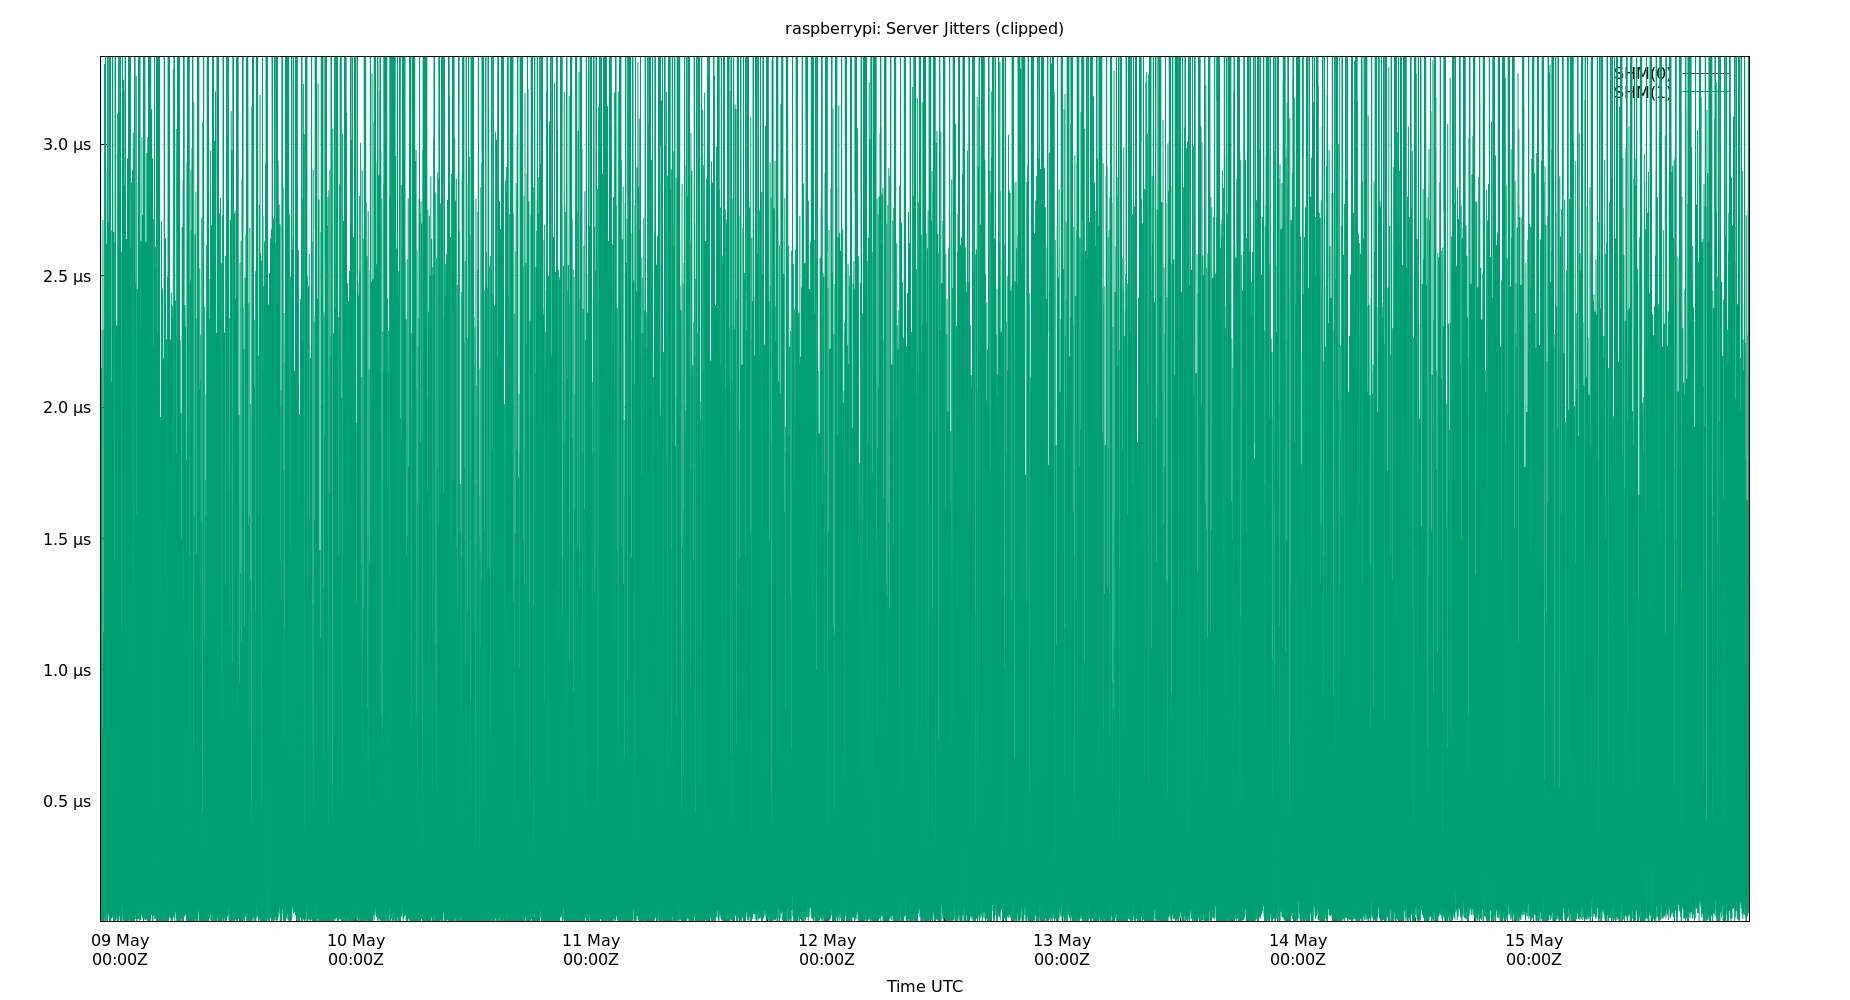 raspberrypi: Server Jitters (clipped)
SHM(0)
SHM(1)
3.0 µs
2.5 µs
2.0 µs
1.5 µs
1.0 µs
0.5 µs
09 May 10 May 11 May 12 May 13 May 14 May 15 May
00:00Z 00:00Z 00:00Z 00:00Z 00:00Z 00:00Z 00:00Z
Time UTC